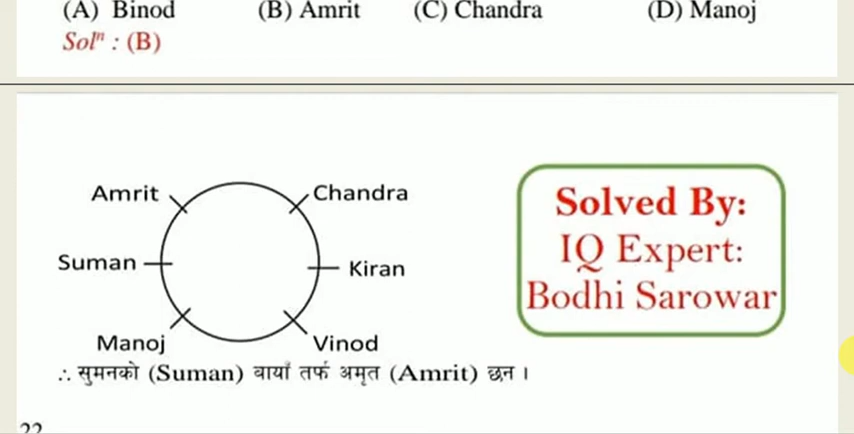 (A) Binod (B) Amrit (C) Chandra (D) Manoj
Solⁿ : (B)
Amrit Chandra
Suman Kiran
Manoj Vinod
Solved By:
IQ Expert:
Bodhi Sarowar
∴ सुमनको (Suman) बायाँ तर्फ अमृत (Amrit) छन ।